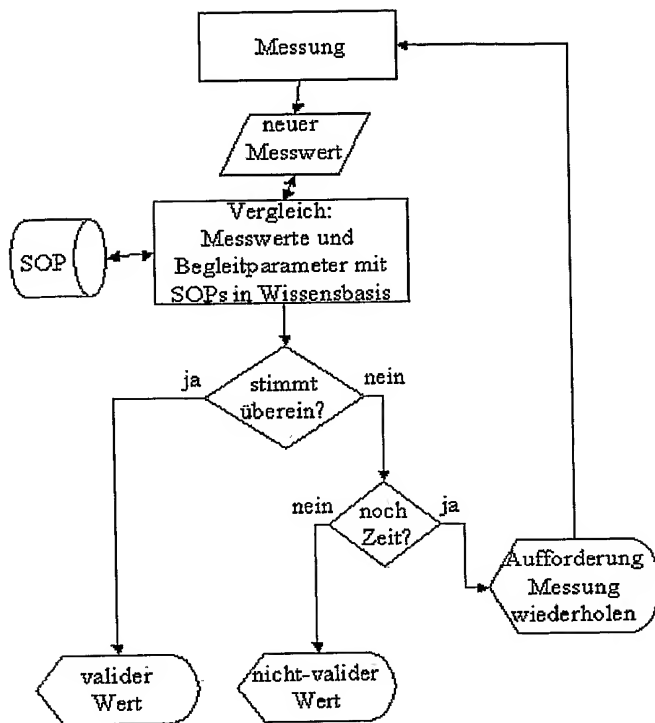 Messung
neuer
Messwert
SOP
Vergleich:
Messwerte und
Begleitparameter mit
SOPs in Wissensbasis
ja
stimmt
überein?
nein
nein
noch
Zeit?
ja
Aufforderung
Messung
wiederholen
valider
Wert
nicht-valider
Wert